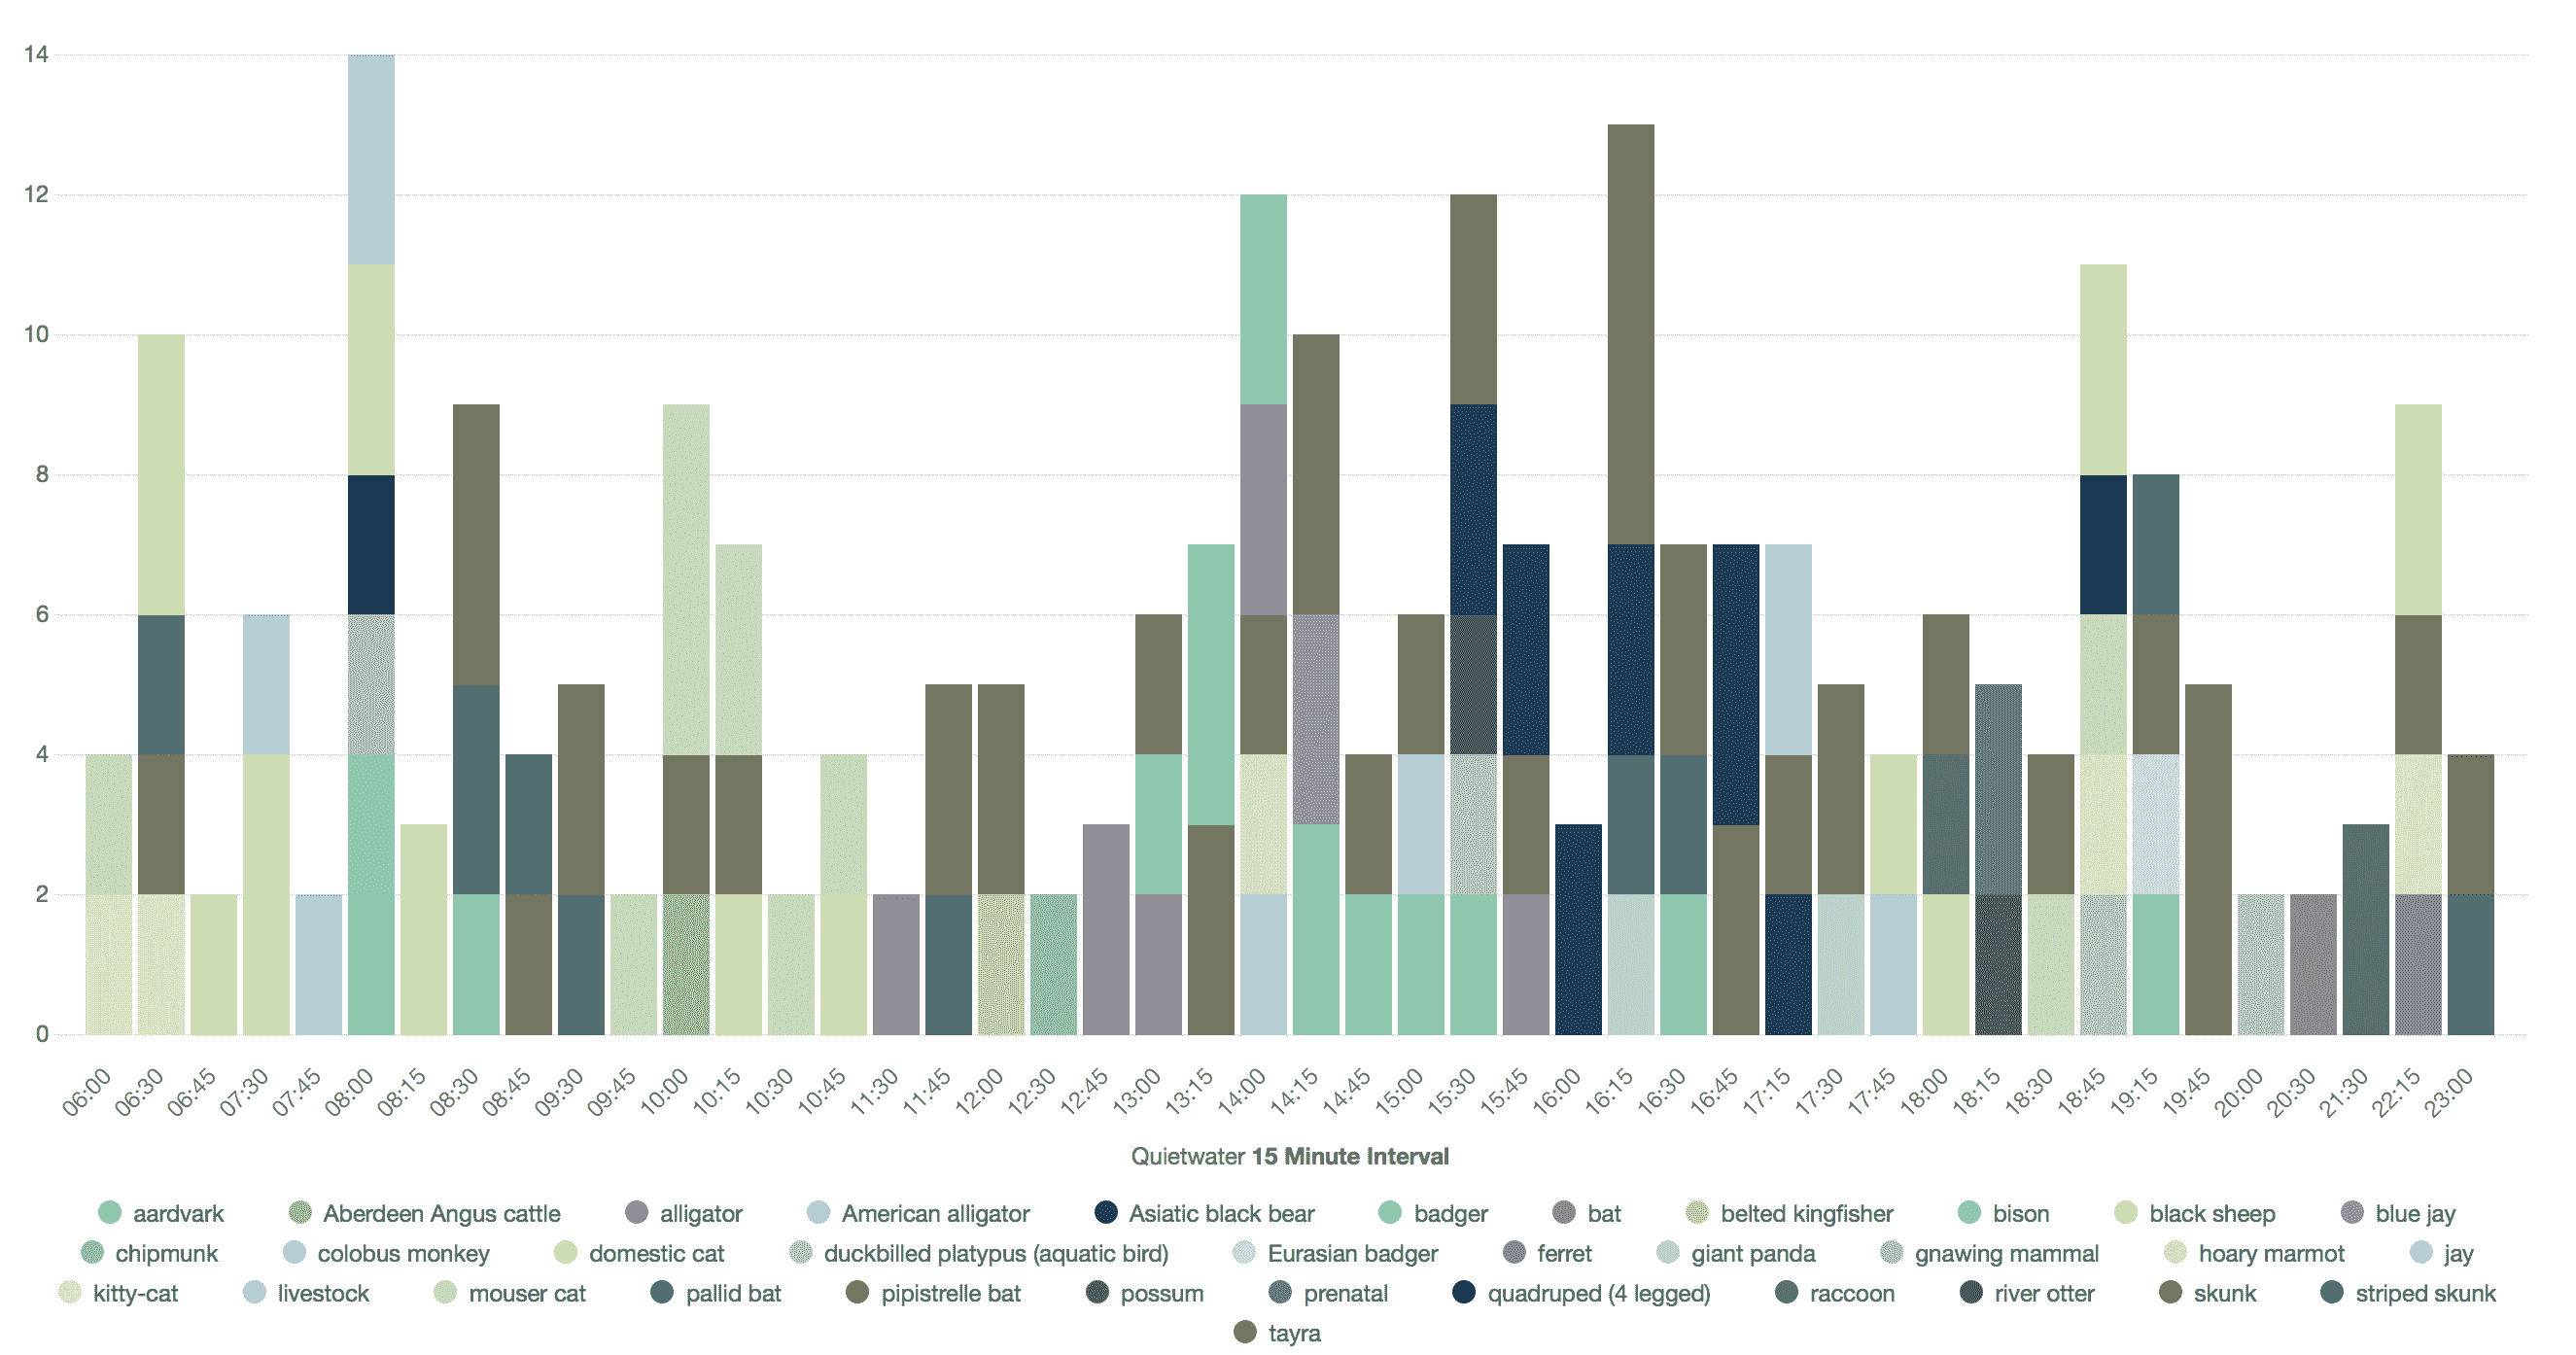 14
12
10
8
6
4
2
0
06:00 06:30 06:45 07:30 07:45 08:00 08:15 08:30 08:45 09:30 09:45 10:00 10:15 10:30 10:45 11:30 11:45 12:00 12:30 12:45 13:00 13:15 14:00 14:15 14:45 15:00 15:30 15:45 16:00 16:15 16:30 16:45 17:15 17:30 17:45 18:00 18:15 18:30 18:45 19:15 19:45 20:00 20:30 21:30 22:15 23:00
Quietwater 15 Minute Interval
aardvark Aberdeen Angus cattle alligator American alligator Asiatic black bear badger bat belted kingfisher bison black sheep blue jay
chipmunk colobus monkey domestic cat duckbilled platypus (aquatic bird) Eurasian badger ferret giant panda gnawing mammal hoary marmot jay
kitty-cat livestock mouser cat pallid bat pipistrelle bat possum prenatal quadruped (4 legged) raccoon river otter skunk striped skunk
tayra